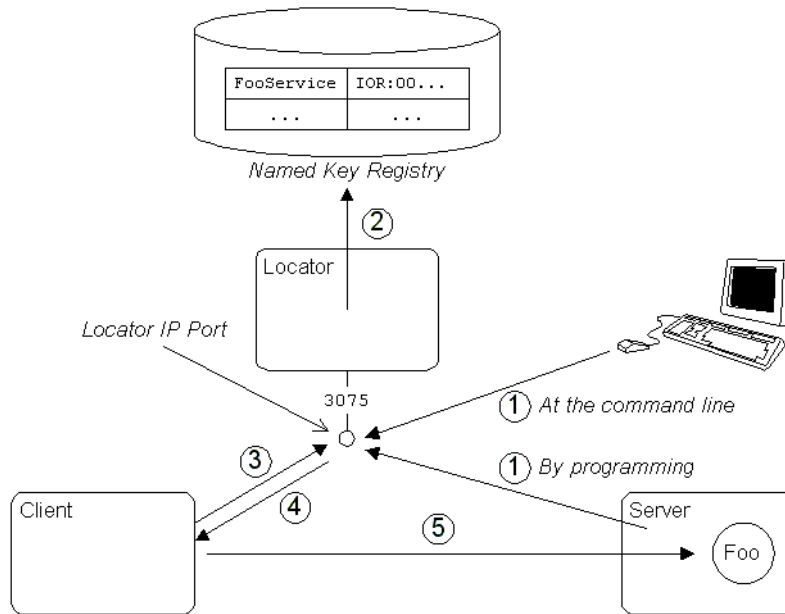 FooService IOR:00...
... ...
Named Key Registry
2
Locator
Locator IP Port
3075
1 At the command line
3
1 By programming
4
Client
5
Server
Foo